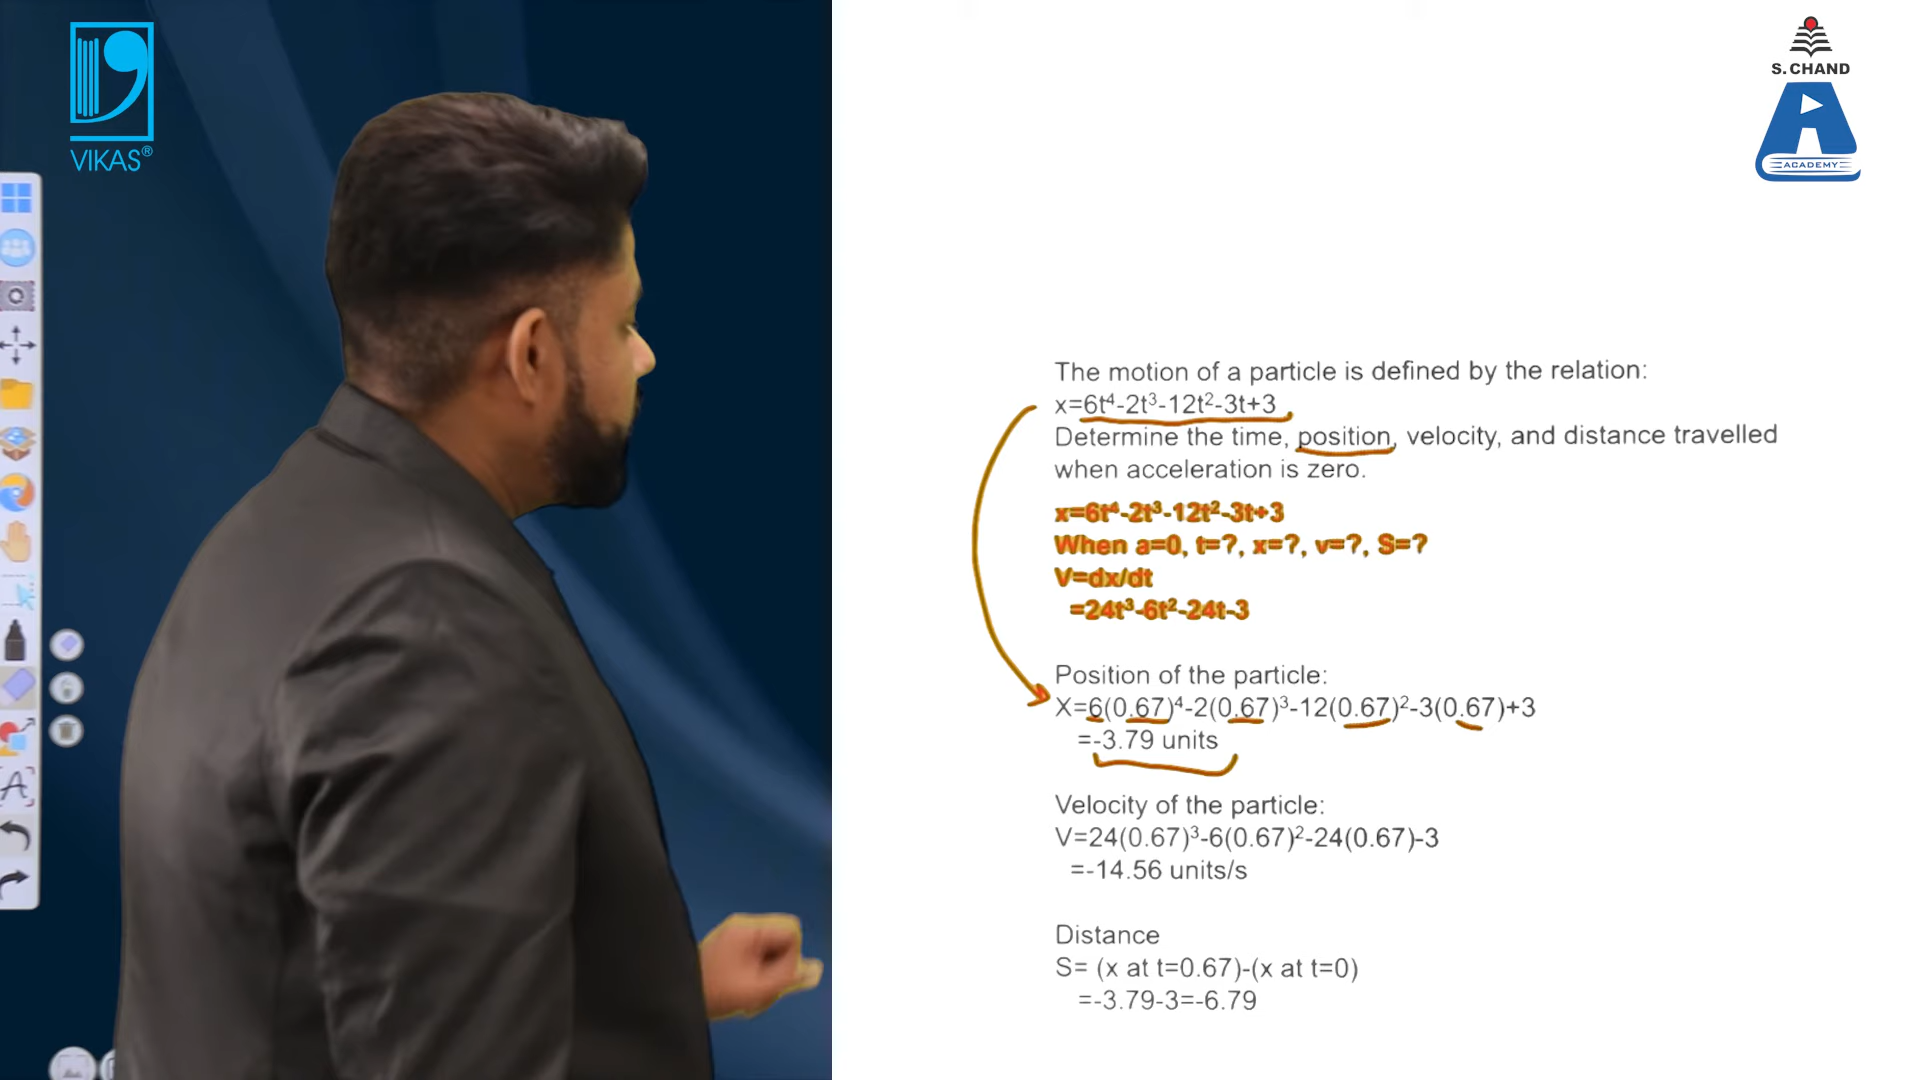 VIKAS®
S. CHAND
ACADEMY
The motion of a particle is defined by the relation:
x=6t⁴-2t³-12t²-3t+3
Determine the time, position, velocity, and distance travelled
when acceleration is zero.
x=6t⁴-2t³-12t²-3t+3
When a=0, t=?, x=?, v=?, S=?
V=dx/dt
=24t³-6t²-24t-3
Position of the particle:
X=6(0.67)⁴-2(0.67)³-12(0.67)²-3(0.67)+3
=-3.79 units
Velocity of the particle:
V=24(0.67)³-6(0.67)²-24(0.67)-3
=-14.56 units/s
Distance
S= (x at t=0.67)-(x at t=0)
=-3.79-3=-6.79